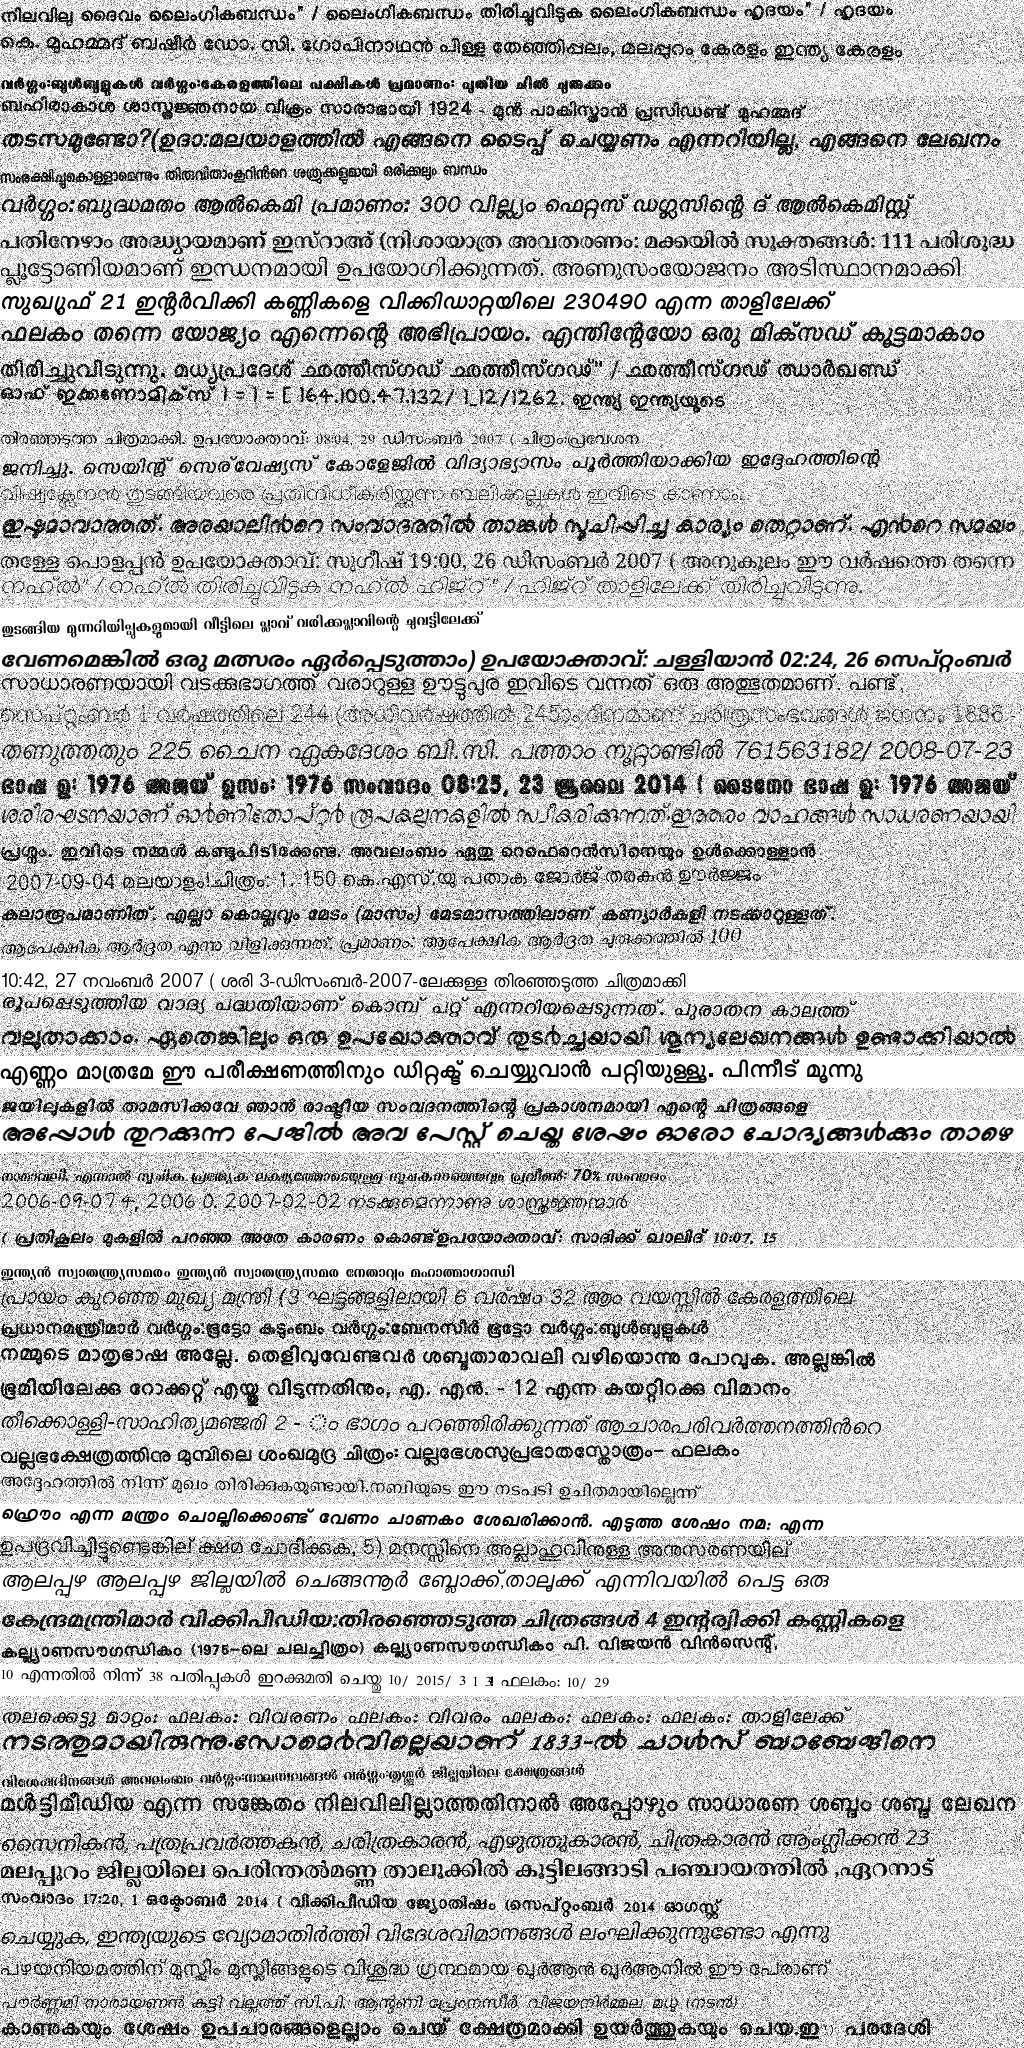 നിലവിലു ദൈവം ലൈംഗികബന്ധം" / ലൈംഗികബന്ധം തിരിച്ചുവിടുക ലൈംഗികബന്ധം ഹൃദയം" / ഹൃദയം
കെ. മുഹമ്മദ് ബഷീർ ഡോ. സി. ഗോപിനാഥൻ പിള്ള തേഞ്ഞിപ്പലം, മലപ്പുറം കേരളം ഇന്ത്യ കേരളം
വർഗ്ഗം:ബുൾബുളുകൾ വർഗ്ഗം:കേരളത്തിലെ പക്ഷികൾ പ്രമാണം: പുതിയ ചിൽ ചുരുക്കം
ബഹിരാകാശ ശാസ്ത്രജ്ഞനായ വിക്രം സാരാഭായി 1924 - മുൻ പാകിസ്ഥാൻ പ്രസിഡണ്ട് മുഹമ്മദ്
തടസമുണ്ടോ?(ഉദാ:മലയാളത്തിൽ എങ്ങനെ ടൈപ്പ് ചെയ്യണം എന്നറിയില്ല, എങ്ങനെ ലേഖനം
സംരക്ഷിച്ചുകൊള്ളാമെന്നും തിരുവിതാംകൂറിൻറെ ശത്രുക്കളുമായി ഒരിക്കലും ബന്ധം
വർഗ്ഗം:ബുദ്ധമതം ആൽകെമി പ്രമാണം: 300 വില്ല്യം ഫെറ്റസ് ഡഗ്ലസിന്റെ ദ് ആൽകെമിസ്റ്റ്
പതിനേഴാം അദ്ധ്യായമാണ് ഇസ്റാഅ് (നിശായാത്ര അവതരണം: മക്കയിൽ സൂക്തങ്ങൾ: 111 പരിശുദ്ധ
പ്ലൂട്ടോണിയമാണ് ഇന്ധനമായി ഉപയോഗിക്കുന്നത്. അണുസംയോജനം അടിസ്ഥാനമാക്കി
സുഖ്യുഫ് 21 ഇന്റർവിക്കി കണ്ണികളെ വിക്കിഡാറ്റയിലെ 230490 എന്ന താളിലേക്ക്
ഫലകം തന്നെ യോജ്യം എന്നെന്റെ അഭിപ്രായം. എന്തിന്റേയോ ഒരു മിക്സഡ് കൂട്ടമാകാം
തിരിച്ചുവിടുന്നു. മധ്യപ്രദേശ് ഛത്തീസ്ഗഡ് ഛത്തീസ്ഗഢ്" / ഛത്തീസ്ഗഢ് ഝാർഖണ്ഡ്
ഓഫ് ഇക്കണോമിക്സ് 1 = 1 = [ 164.100.47.132/ 1_12/1262. ഇന്ത്യ ഇന്ത്യയുടെ
തിരഞ്ഞടുത്ത ചിത്രമാക്കി. ഉപയോക്താവ്: 08:04, 29 ഡിസംബർ 2007 ( ചിത്രം:പ്രവേശന
ജനിച്ചു. സെയിന്റ് സെര്വേഷ്യസ് കോളേജിൽ വിദ്യാഭ്യാസം പൂർത്തിയാക്കിയ ഇദ്ദേഹത്തിന്റെ
വിഷ്വക്സേനൻ തുടങ്ങിയവരെ പ്രതിനിധീകരിയ്ക്കുന്ന ബലിക്കല്ലുകൾ ഇവിടെ കാണാം.
ഇഷ്ടമാവാത്തത്. അരയാലിൻറെ സംവാദത്തിൽ താങ്കൾ സൂചിപ്പിച്ച കാര്യം തെറ്റാണ്. എൻറെ സമയം
തള്ളേ പൊളപ്പൻ ഉപയോക്താവ്: സുഗീഷ് 19:00, 26 ഡിസംബർ 2007 ( അനുകൂലം ഈ വർഷത്തെ തന്നെ
നഹ്ൽ" / നഹ്ൽ തിരിച്ചുവിടുക നഹ്ൽ ഹിജ്റ് " / ഹിജ്റ് താളിലേക്ക് തിരിച്ചുവിടുന്നു.
തുടങ്ങിയ മുന്നറിയിപ്പുകളുമായി വീട്ടിലെ പ്ലാവ് വരിക്കപ്ലാവിന്റെ ചുവട്ടിലേക്ക്
വേണമെങ്കിൽ ഒരു മത്സരം ഏർപ്പെടുത്താം) ഉപയോക്താവ്: ചള്ളിയാൻ 02:24, 26 സെപ്റ്റംബർ
സാധാരണയായി വടക്കുഭാഗത്ത് വരാറുള്ള ഊട്ടുപുര ഇവിടെ വന്നത് ഒരു അത്ഭുതമാണ്. പണ്ട്,
സെപ്റ്റംബർ 1 വർഷത്തിലെ 244 (അധിവർഷത്തിൽ 245)ം ദിനമാണ് ചരിത്രസംഭവങ്ങൾ ജനനം 1886 -
തണുത്തതും 225 ചൈന ഏകദേശം ബി.സി. പത്താം നൂറ്റാണ്ടിൽ 761563182/ 2008-07-23
ഭാഷ ഉ: 1976 അജയ് ഉസം: 1976 സംവാദം 08:25, 23 ജൂലൈ 2014 ( ടൈനോ ഭാഷ ഉ: 1976 അജയ്
ശരീരഘടനയാണ് ഓർണിതോപ്റ്റർ രൂപകല്പനകളിൽ സ്വീകരിക്കുന്നത്.ഇത്തരം വാഹങ്ങൾ സാധരണയായി
പ്രശ്നം. ഇവിടെ നമ്മൾ കണ്ടുപിടിക്കേണ്ട. അവലംബം ഏതു റെഫെറൻസിനെയും ഉൾക്കൊള്ളാൻ
2007-09-04 മലയാളം!ചിത്രം: 1. 150 കെ.എസ്.യു പതാക ജോർജ് തരകൻ ഊർജ്ജം
കലാരൂപമാണിത്. എല്ലാ കൊല്ലവും മേടം (മാസം) മേടമാസത്തിലാണ് കണ്യാർകളി നടക്കാറുള്ളത്.
ആപേക്ഷിക ആർദ്രത എന്നു വിളിക്കുന്നത്. പ്രമാണം: ആപേക്ഷിക ആർദ്രത ചുരുക്കത്തിൽ 100
10:42, 27 നവംബർ 2007 ( ശരി 3-ഡിസംബർ-2007-ലേക്കുള്ള തിരഞ്ഞടുത്ത ചിത്രമാക്കി
രൂപപ്പെടുത്തിയ വാദ്യ പദ്ധതിയാണ് കൊമ്പ് പറ്റ് എന്നറിയപ്പെടുന്നത്. പുരാതന കാലത്ത്
വലുതാക്കാം. ഏതെങ്കിലും ഒരു ഉപയോക്താവ് തുടർച്ചയായി ശൂന്യലേഖനങ്ങൾ ഉണ്ടാക്കിയാൽ
എണ്ണം മാത്രമേ ഈ പരീക്ഷണത്തിനും ഡിറ്റക്ട് ചെയ്യുവാൻ പറ്റിയുള്ളൂ. പിന്നീട് മൂന്നു
ജയിലുകളിൽ താമസിക്കവേ ഞാൻ രാഷ്ട്രീയ സംവദനത്തിന്റെ പ്രകാശനമായി എന്റെ ചിത്രങ്ങളെ
അപ്പോൾ തുറക്കുന്ന പേജിൽ അവ പേസ്റ്റ് ചെയ്ത ശേഷം ഓരോ ചോദ്യങ്ങൾക്കും താഴെ
നാമാവലി. എന്നാൽ സൂചിക പ്രത്യേക ലക്ഷ്യത്തോടെയുള്ള സൂചകസഞ്ചയവും പ്രവീൺ: 70% സംവാദം
2006-09-07 +, 2006 0. 2007-02-02 നടക്കുമെന്നാണു ശാസ്ത്രജ്ഞന്മാർ
( പ്രതികൂലം മുകളിൽ പറഞ്ഞ അതേ കാരണം കൊണ്ട്ഉപയോക്താവ്: സാദിക്ക് ഖാലിദ് 10:07, 15
ഇന്ത്യൻ സ്വാതന്ത്ര്യസമരം ഇന്ത്യൻ സ്വാതന്ത്ര്യസമര നേതാവും മഹാത്മാഗാന്ധി
പ്രായം കുറഞ്ഞ മുഖ്യ മന്ത്രി (3 ഘട്ടങ്ങളിലായി 6 വർഷം 32 ആം വയസ്സിൽ കേരളത്തിലെ
പ്രധാനമന്ത്രിമാർ വർഗ്ഗം:ഭൂട്ടോ കുടുംബം വർഗ്ഗം:ബേനസീർ ഭൂട്ടോ വർഗ്ഗം:ബുൾബുളുകൾ
നമ്മുടെ മാതൃഭാഷ അല്ലേ. തെളിവുവേണ്ടവർ ശബ്ദതാരാവലി വഴിയൊന്നു പോവുക. അല്ലങ്കിൽ
ഭൂമിയിലേക്കു റോക്കറ്റ് എയ്തു വിടുന്നതിനും, എ. എൻ. - 12 എന്ന കയറ്റിറക്കു വിമാനം
തീക്കൊള്ളി-സാഹിത്യമഞ്ജരി 2 - ം ഭാഗം പറഞ്ഞിരിക്കുന്നത് ആചാരപരിവർത്തനത്തിൻറെ
വല്ലഭക്ഷേത്രത്തിനു മുമ്പിലെ ശംഖമുദ്ര ചിത്രം: വല്ലഭേശസുപ്രഭാതസ്തോത്രം– ഫലകം
അദ്ദേഹത്തിൽ നിന്ന് മുഖം തിരിക്കുകയുണ്ടായി.നബിയുടെ ഈ നടപടി ഉചിതമായില്ലെന്ന്
ഹ്രൌം എന്ന മന്ത്രം ചൊല്ലിക്കൊണ്ട് വേണം ചാണകം ശേഖരിക്കാൻ. എടുത്ത ശേഷം നമ: എന്ന
ഉപദ്രവിച്ചിട്ടുണ്ടെങ്കില് ക്ഷമ ചോദിക്കുക, 5) മനസ്സിനെ അല്ലാഹുവിനുള്ള അനുസരണയില്
ആലപ്പുഴ ആലപ്പുഴ ജില്ലയിൽ ചെങ്ങന്നൂർ ബ്ലോക്ക്,താലൂക്ക് എന്നിവയിൽ പെട്ട ഒരു
കേന്ദ്രമന്ത്രിമാർ വിക്കിപീഡിയ:തിരഞ്ഞെടുത്ത ചിത്രങ്ങൾ 4 ഇന്റര്വിക്കി കണ്ണികളെ
കല്ല്യാണസൗഗന്ധികം (1975–ലെ ചലച്ചിത്രം) കല്ല്യാണസൗഗന്ധികം പി. വിജയൻ വിൻസെന്റ്,
10 എന്നതിൽ നിന്ന് 38 പതിപ്പുകൾ ഇറക്കുമതി ചെയ്തു 10/ 2015/ 3 1 3l ഫലകം: 10/ 29
തലക്കെട്ടു മാറ്റം: ഫലകം: വിവരണം ഫലകം: വിവരം ഫലകം: ഫലകം: ഫലകം: താളിലേക്ക്
നടത്തുമായിരുന്നു.സോമെർവില്ലെയാണ് 1833-ൽ ചാൾസ് ബാബേജിനെ
വിശേഷദിനങ്ങൾ അവലംബം വർഗ്ഗം:നാലമ്പലങ്ങൾ വർഗ്ഗം:തൃശ്ശൂർ ജില്ലയിലെ ക്ഷേത്രങ്ങൾ
മൾട്ടിമീഡിയ എന്ന സങ്കേതം നിലവിലില്ലാത്തതിനാൽ അപ്പോഴും സാധാരണ ശബ്ദം ശബ്ദ ലേഖന
സൈനികൻ, പത്രപ്രവർത്തകൻ, ചരിത്രകാരൻ, എഴുത്തുകാരൻ, ചിത്രകാരൻ ആംഗ്ലിക്കൻ 23
മലപ്പുറം ജില്ലയിലെ പെരിന്തൽമണ്ണ താലൂക്കിൽ കൂട്ടിലങ്ങാടി പഞ്ചായത്തിൽ ,ഏറനാട്
സംവാദം 17:20, 1 ഒക്ടോബർ 2014 ( വിക്കിപീഡിയ ജ്യോതിഷം (സെപ്റ്റംബർ 2014 ഓഗസ്റ്റ്
ചെയ്യുക, ഇന്ത്യയുടെ വ്യോമാതിർത്തി വിദേശവിമാനങ്ങൾ ലംഘിക്കുന്നുണ്ടോ എന്നു
പഴയനിയമത്തിന് മുസ്ലിം മുസ്ലിങ്ങളുടെ വിശുദ്ധ ഗ്രന്ഥമായ ഖുർആൻ ഖുർആനിൽ ഈ പേരാണ്
പൗർണ്ണമി നാരായണൻ കുട്ടി വല്ലത്ത് സി.പി. ആന്റണി പ്രേംനസീർ, വിജയനിർമ്മല, മധു (നടൻ)
കാണുകയും ശേഷം ഉപചാരങ്ങളെല്ലാം ചെയ് ക്ഷേത്രമാക്കി ഉയർത്തുകയും ചെയ.ഇ പരദേശി